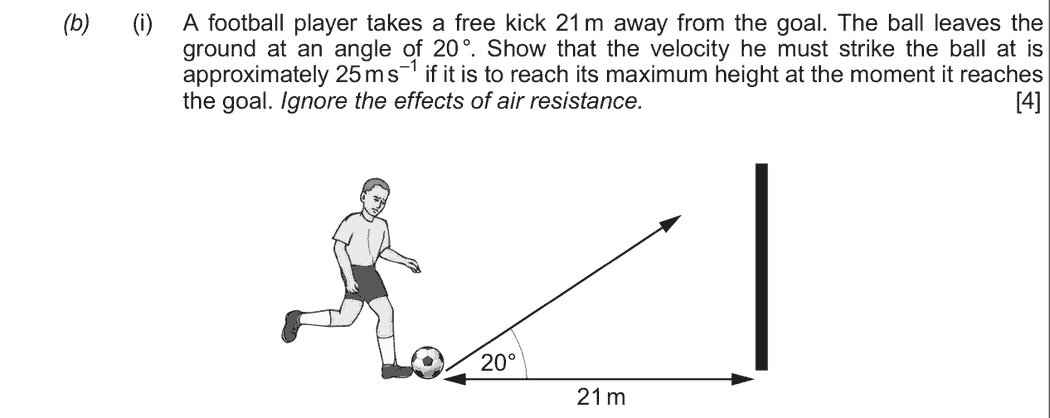 (b) (i) A football player takes a free kick 21 m away from the goal. The ball leaves the
ground at an angle of 20°. Show that the velocity he must strike the ball at is
approximately 25 m s⁻¹ if it is to reach its maximum height at the moment it reaches
the goal. Ignore the effects of air resistance. [4]
20°
21 m